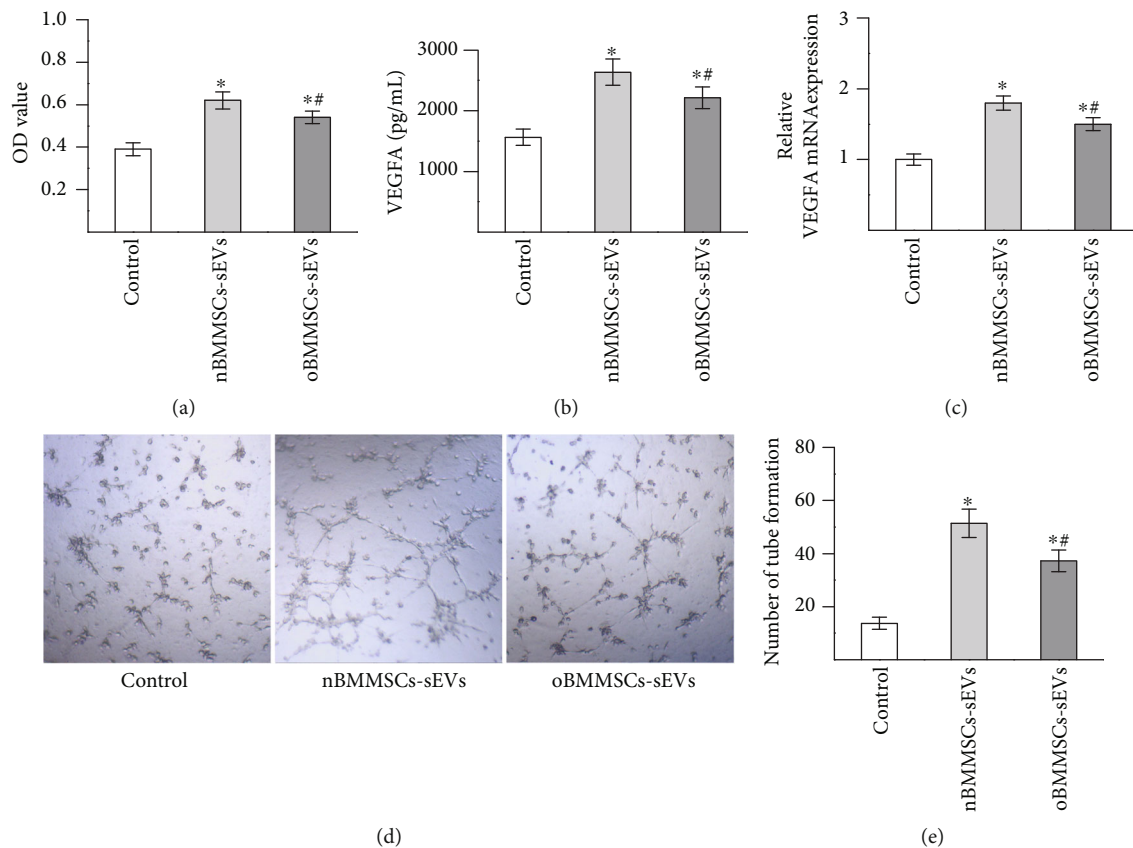 1.0
0.8
0.6
0.4
0.2
OD value
*
*#
Control
nBMMSCs-sEVs
oBMMSCs-sEVs
(a)
3000
2000
1000
VEGFA (pg/mL)
*
*#
Control
nBMMSCs-sEVs
oBMMSCs-sEVs
(b)
3
2
1
Relative
VEGFA mRNAexpression
*
*#
Control
nBMMSCs-sEVs
oBMMSCs-sEVs
(c)
Control
nBMMSCs-sEVs
oBMMSCs-sEVs
(d)
80
60
40
20
Number of tube formation
*
*#
Control
nBMMSCs-sEVs
oBMMSCs-sEVs
(e)